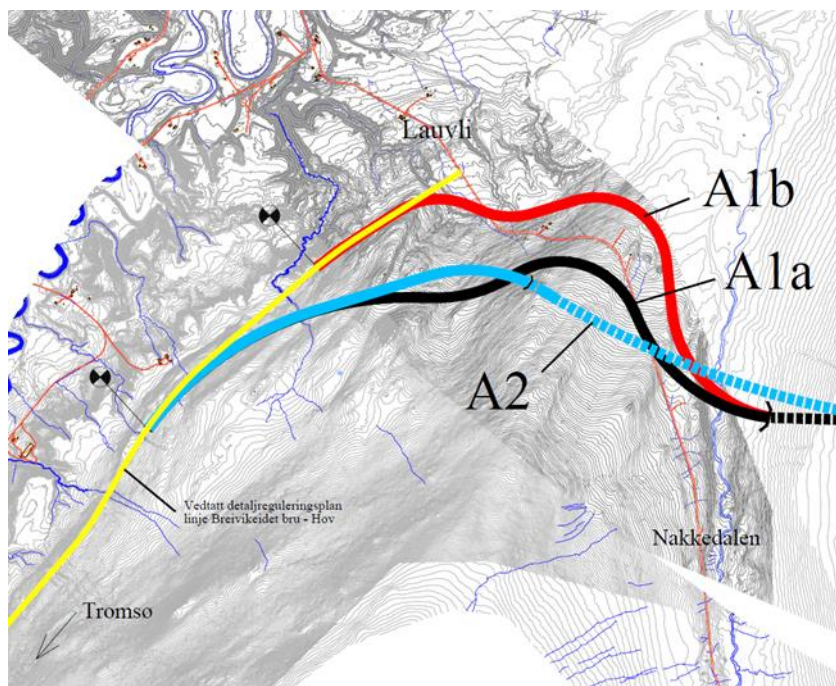 Lauvli
A1b
A1a
A2
Vedtatt detaljreguleringsplan
linje Breivikeidet bru - Hov
Nakkedalen
Tromsø